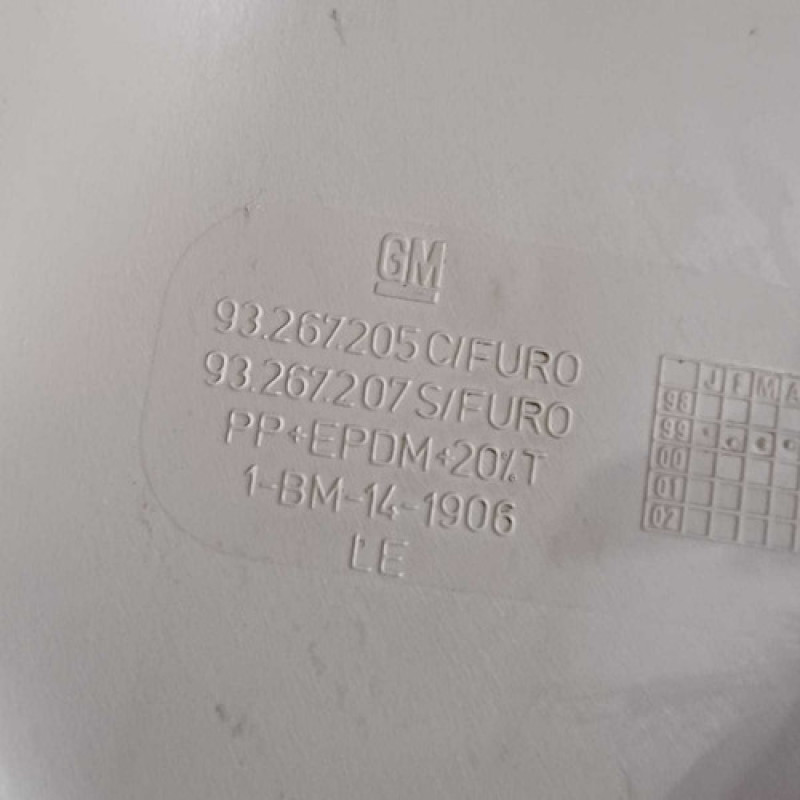 GM
93.267.205 C/FURO
93.267.207 S/FURO
PP+EPDM+20%T
1-BM-14-1906
LE
J F M A
98
99
00
01
02